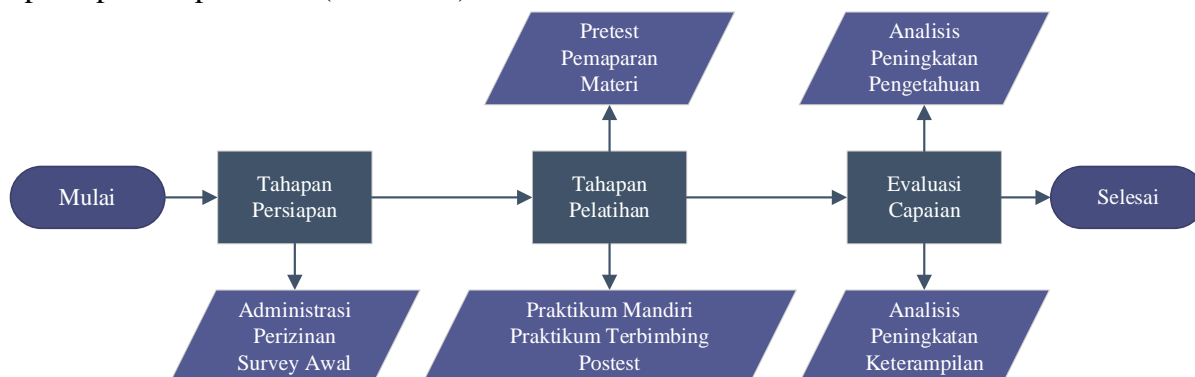 Pretest
Pemaparan
Materi
Analisis
Peningkatan
Pengetahuan
Mulai
Tahapan
Persiapan
Tahapan
Pelatihan
Evaluasi
Capaian
Selesai
Administrasi
Perizinan
Survey Awal
Praktikum Mandiri
Praktikum Terbimbing
Postest
Analisis
Peningkatan
Keterampilan